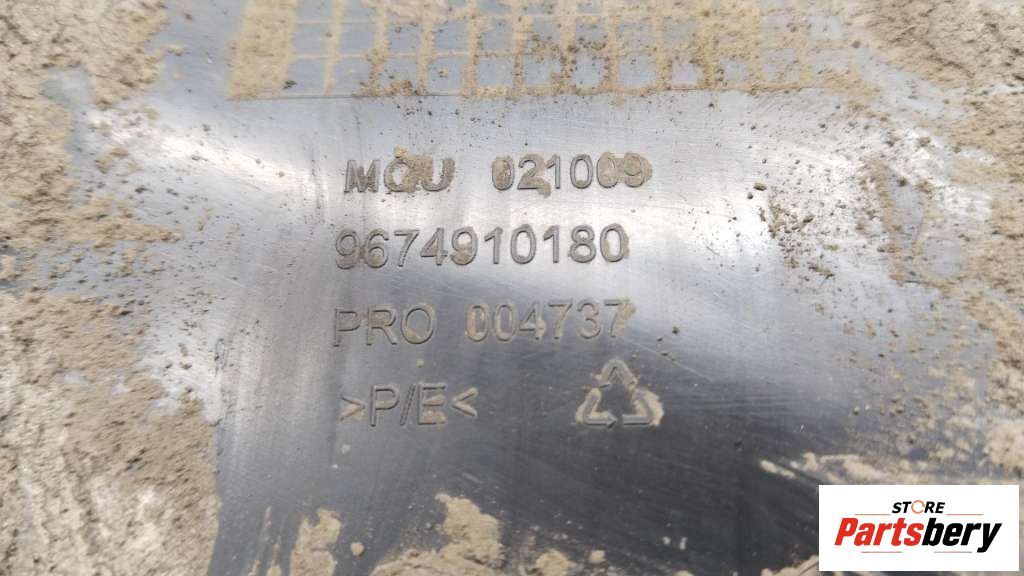 MOU 021009
9674910180
PRO 004737
>P/E<
STORE
Partsbery